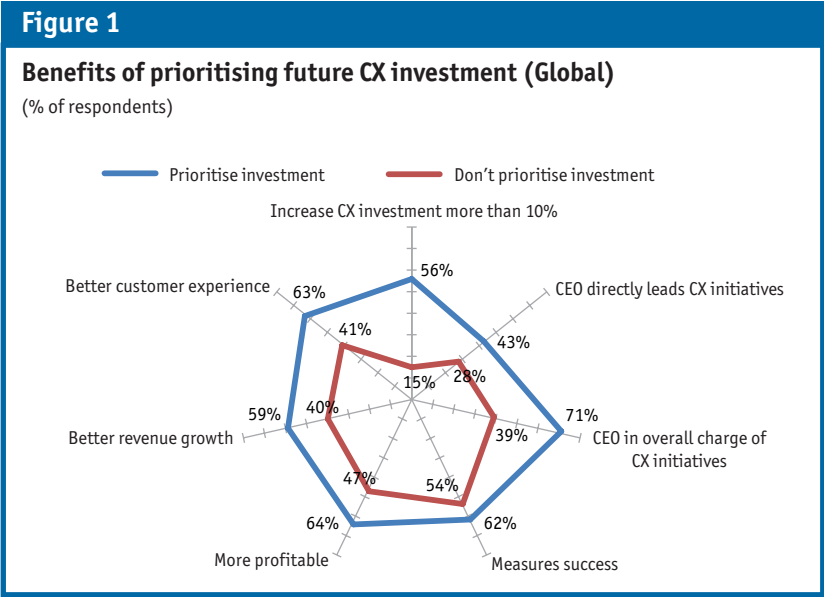 Figure 1
Benefits of prioritising future CX investment (Global)
(% of respondents)
Prioritise investment
Don't prioritise investment
Increase CX investment more than 10%
56%
15%
CEO directly leads CX initiatives
43%
28%
71%
39%
CEO in overall charge of
CX initiatives
54%
62%
Measures success
47%
64%
More profitable
59%
40%
Better revenue growth
Better customer experience
63%
41%